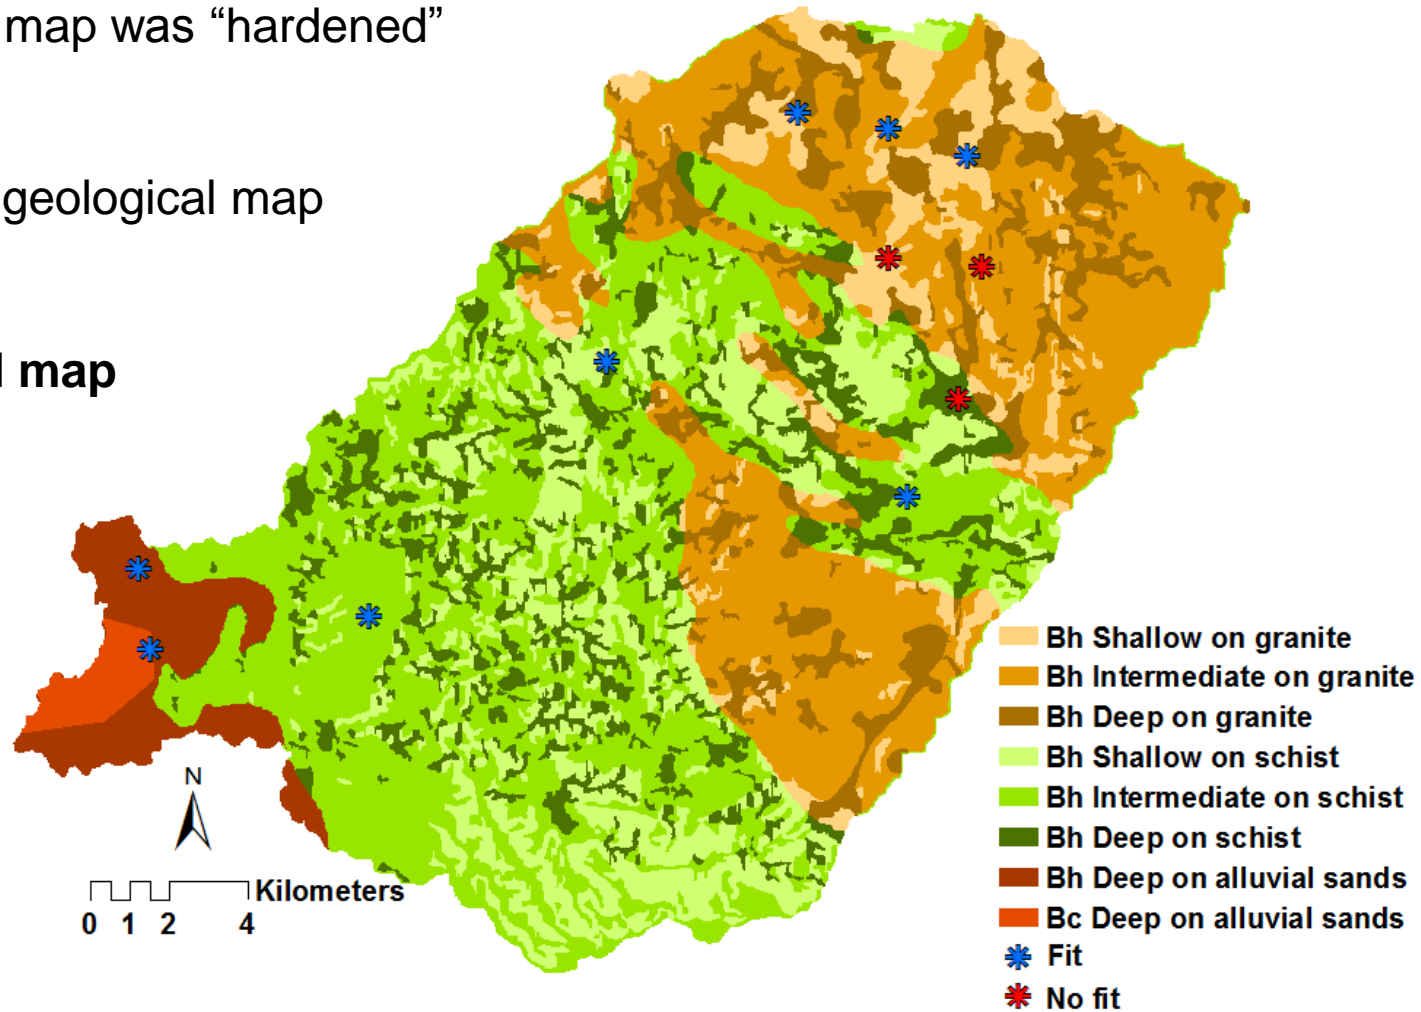 map was “hardened”
geological map
map
N
Kilometers
0 1 2 4
Bh Shallow on granite
Bh Intermediate on granite
Bh Deep on granite
Bh Shallow on schist
Bh Intermediate on schist
Bh Deep on schist
Bh Deep on alluvial sands
Bc Deep on alluvial sands
Fit
No fit